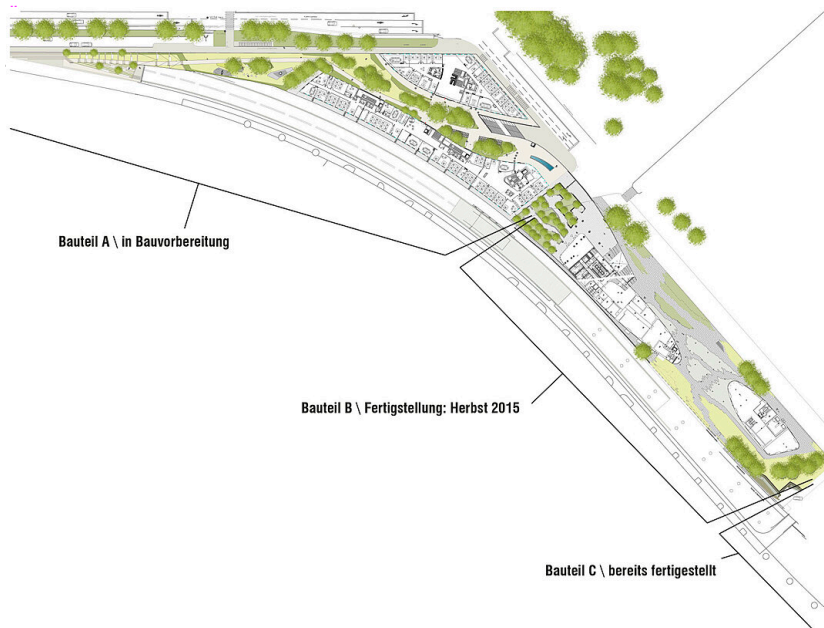 Bauteil A \ in Bauvorbereitung
Bauteil B \ Fertigstellung: Herbst 2015
Bauteil C \ bereits fertigestellt